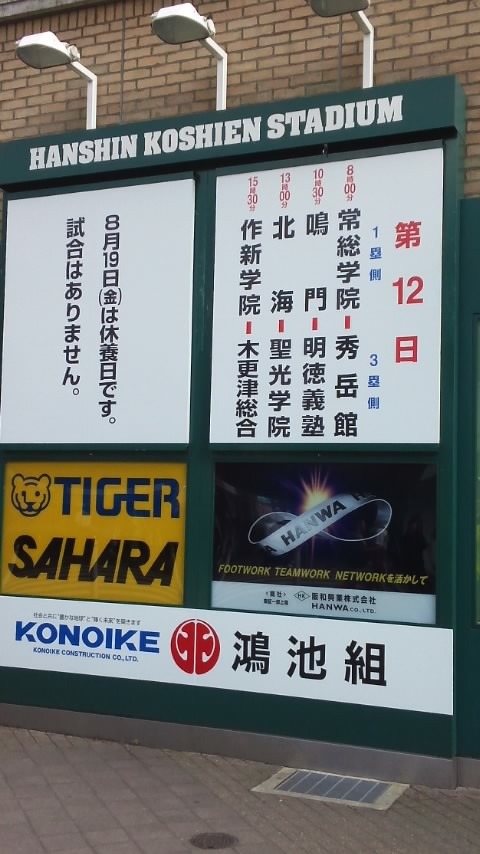 HANSHIN KOSHIEN STADIUM
第12日
1塁側 3塁側
8時00分 常総学院 ー 秀岳館
10時30分 鳴門 ー 明徳義塾
13時00分 北海 ー 聖光学院
15時30分 作新学院 ー 木更津総合
8月19日(金)は休養日です。
試合はありません。
TIGER
SAHARA
HANWA
FOOTWORK TEAMWORK NETWORKを活かして
阪和興業株式会社
HANWA CO., LTD.
KONOIKE
KONOIKE CONSTRUCTION CO., LTD.
鴻池組